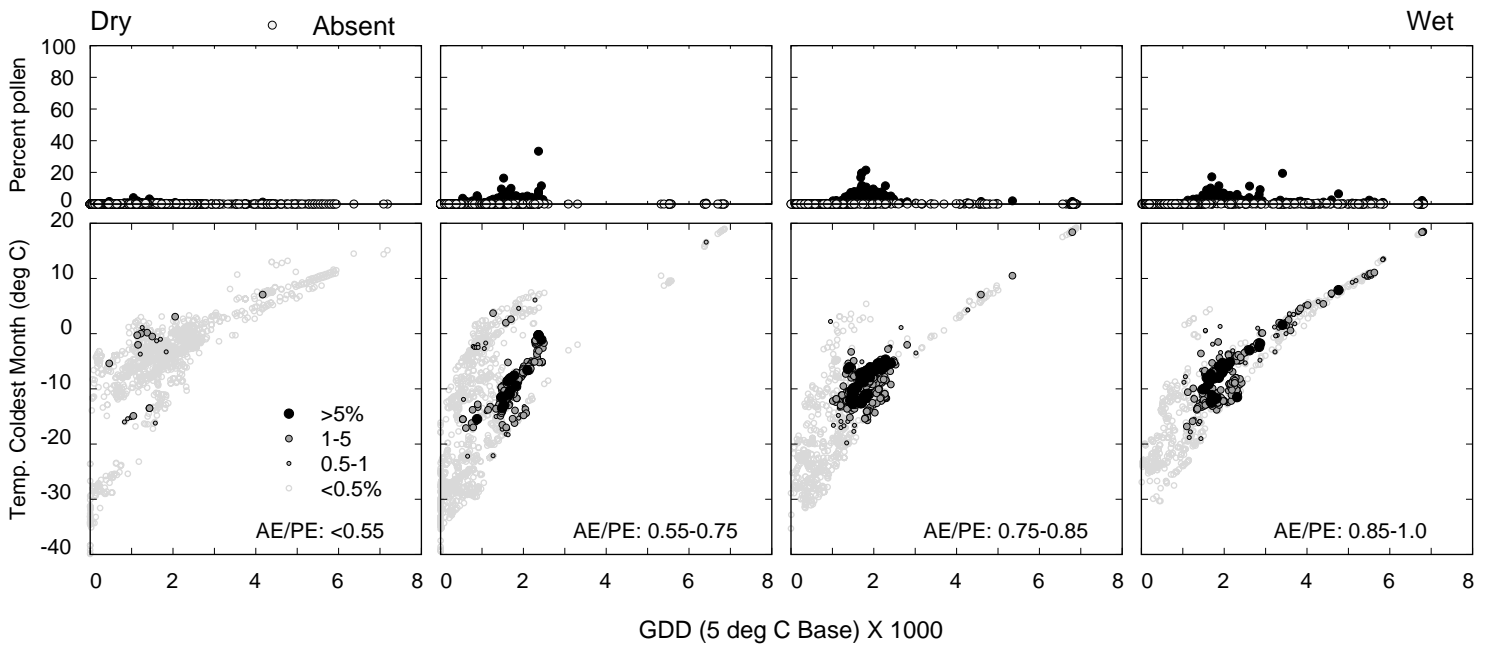 Dry
Absent
Wet
Percent pollen
100
80
60
40
20
0
Temp. Coldest Month (deg C)
20
10
0
-10
-20
-30
-40
>5%
1-5
0.5-1
<0.5%
AE/PE: <0.55
AE/PE: 0.55-0.75
AE/PE: 0.75-0.85
AE/PE: 0.85-1.0
0 2 4 6 8 0 2 4 6 8 0 2 4 6 8 0 2 4 6 8
GDD (5 deg C Base) X 1000